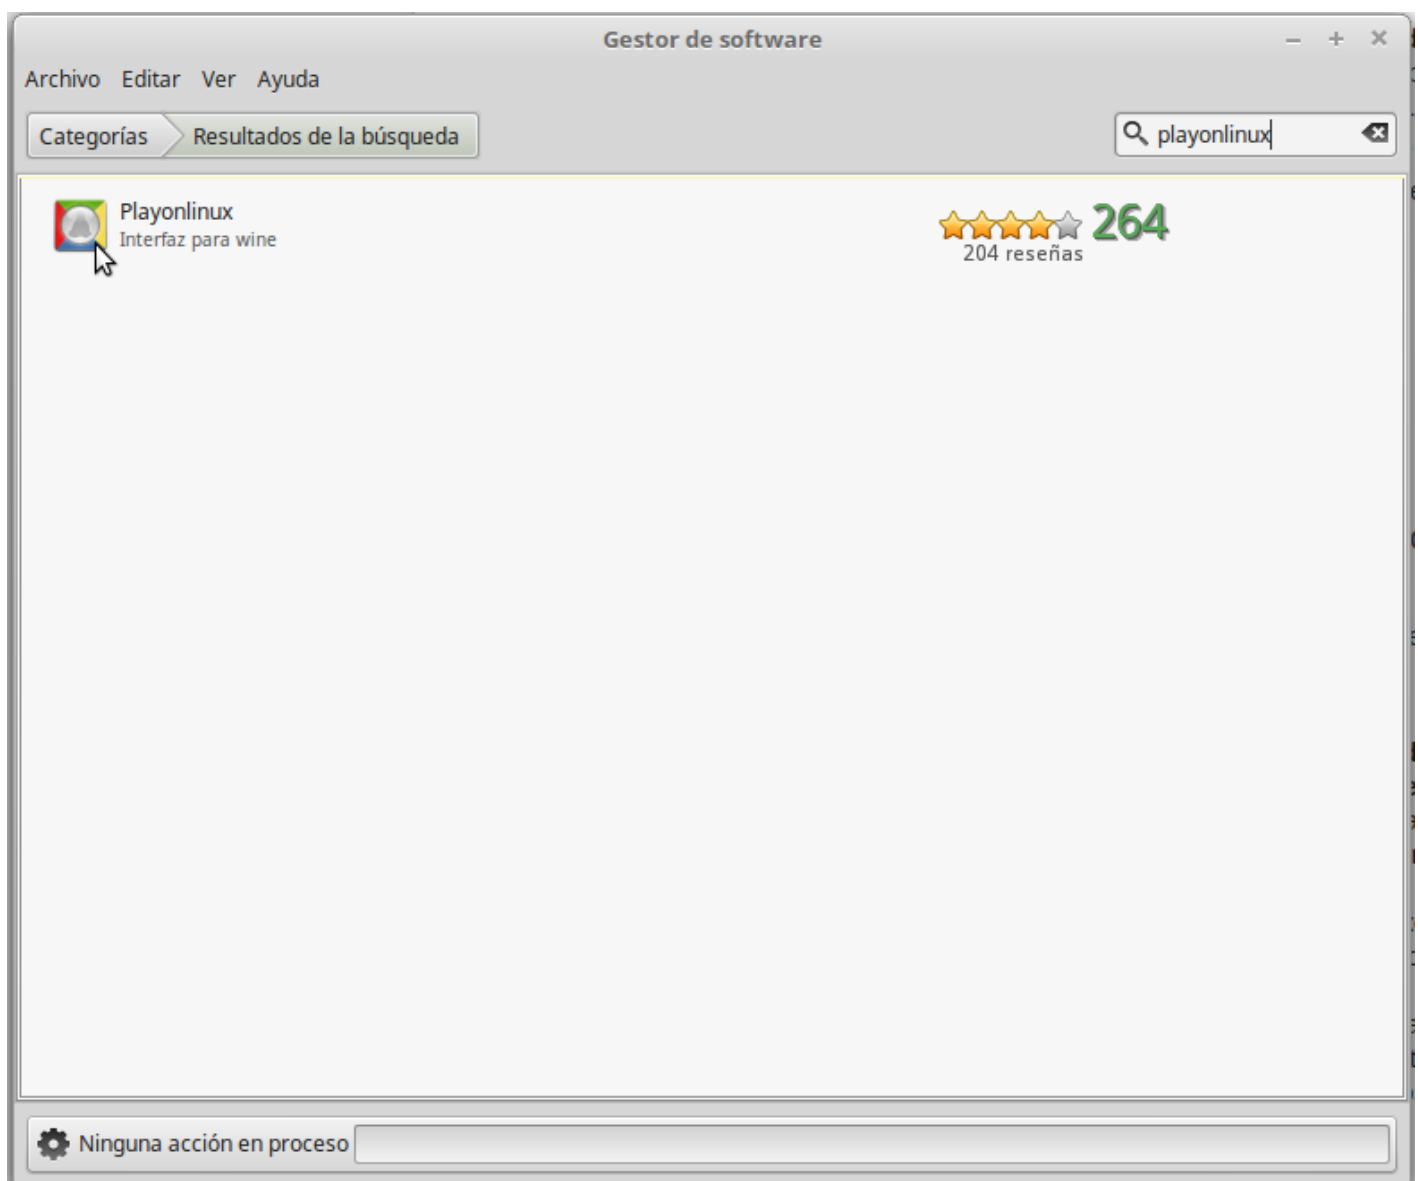 Gestor de software
Archivo Editar Ver Ayuda
Categorías Resultados de la búsqueda playonlinux
Playonlinux 264
Interfaz para wine
204 reseñas
Ninguna acción en proceso